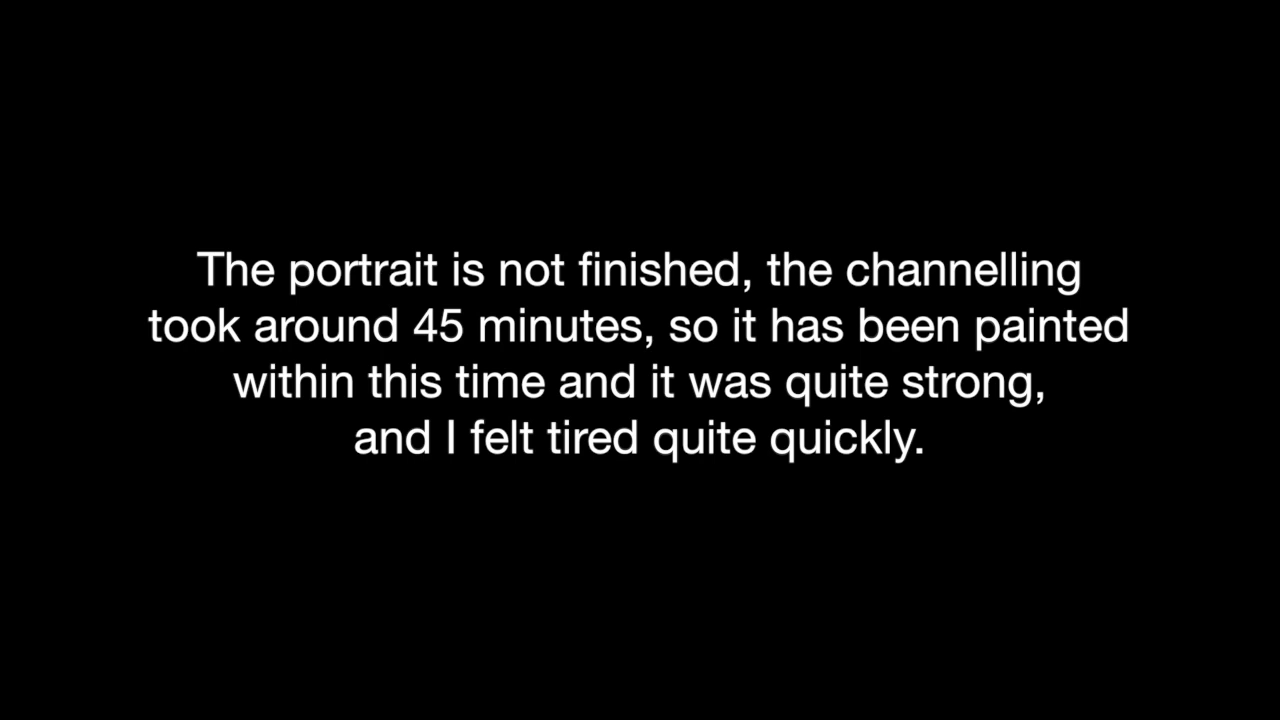 The portrait is not finished, the channelling
took around 45 minutes, so it has been painted
within this time and it was quite strong,
and I felt tired quite quickly.